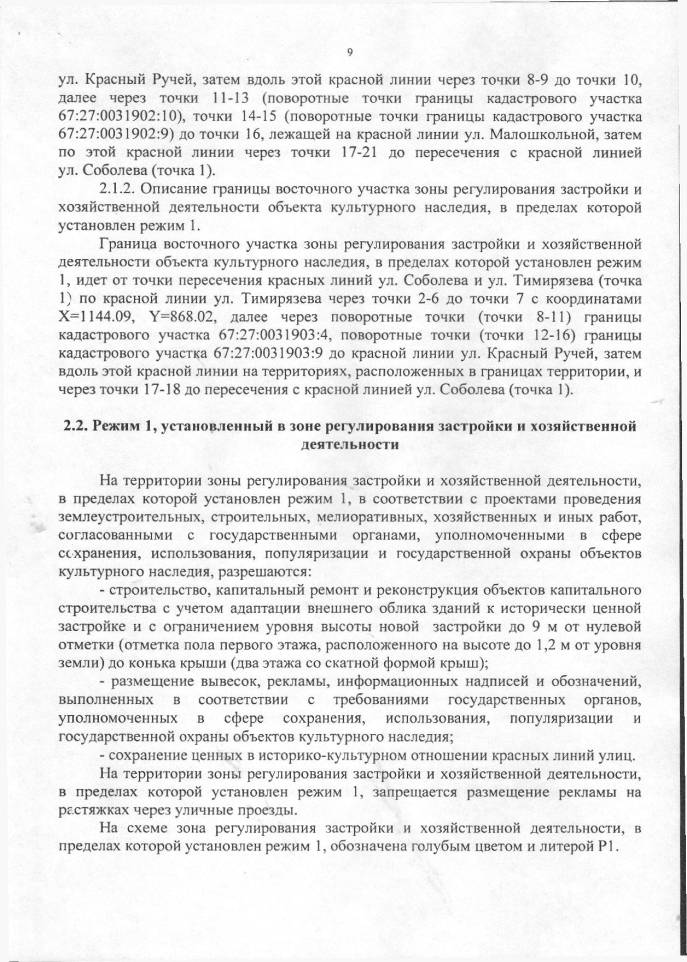 9
ул. Красный Ручей, затем вдоль этой красной линии через точки 8-9 до точки 10,
далее через точки 11-13 (поворотные точки границы кадастрового участка
67:27:0031902:10), точки 14-15 (поворотные точки границы кадастрового участка
67:27:0031902:9) до точки 16, лежащей на красной линии ул. Малошкольной, затем
по этой красной линии через точки 17-21 до пересечения с красной линией
ул. Соболева (точка 1).
2.1.2. Описание границы восточного участка зоны регулирования застройки и
хозяйственной деятельности объекта культурного наследия, в пределах которой
установлен режим 1.
Граница восточного участка зоны регулирования застройки и хозяйственной
деятельности объекта культурного наследия, в пределах которой установлен режим
1, идет от точки пересечения красных линий ул. Соболева и ул. Тимирязева (точка
1) по красной линии ул. Тимирязева через точки 2-6 до точки 7 с координатами
X=1144.09, Y=868.02, далее через поворотные точки (точки 8-11) границы
кадастрового участка 67:27:0031903:4, поворотные точки (точки 12-16) границы
кадастрового участка 67:27:0031903:9 до красной линии ул. Красный Ручей, затем
вдоль этой красной линии на территориях, расположенных в границах территории, и
через точки 17-18 до пересечения с красной линией ул. Соболева (точка 1).
2.2. Режим 1, установленный в зоне регулирования застройки и хозяйственной
деятельности
На территории зоны регулирования застройки и хозяйственной деятельности,
в пределах которой установлен режим 1, в соответствии с проектами проведения
землеустроительных, строительных, мелиоративных, хозяйственных и иных работ,
согласованными с государственными органами, уполномоченными в сфере
сохранения, использования, популяризации и государственной охраны объектов
культурного наследия, разрешаются:
- строительство, капитальный ремонт и реконструкция объектов капитального
строительства с учетом адаптации внешнего облика зданий к исторически ценной
застройке и с ограничением уровня высоты новой застройки до 9 м от нулевой
отметки (отметка пола первого этажа, расположенного на высоте до 1,2 м от уровня
земли) до конька крыши (два этажа со скатной формой крыш);
- размещение вывесок, рекламы, информационных надписей и обозначений,
выполненных в соответствии с требованиями государственных органов,
уполномоченных в сфере сохранения, использования, популяризации и
государственной охраны объектов культурного наследия;
- сохранение ценных в историко-культурном отношении красных линий улиц.
На территории зоны регулирования застройки и хозяйственной деятельности,
в пределах которой установлен режим 1, запрещается размещение рекламы на
растяжках через уличные проезды.
На схеме зона регулирования застройки и хозяйственной деятельности, в
пределах которой установлен режим 1, обозначена голубым цветом и литерой Р1.